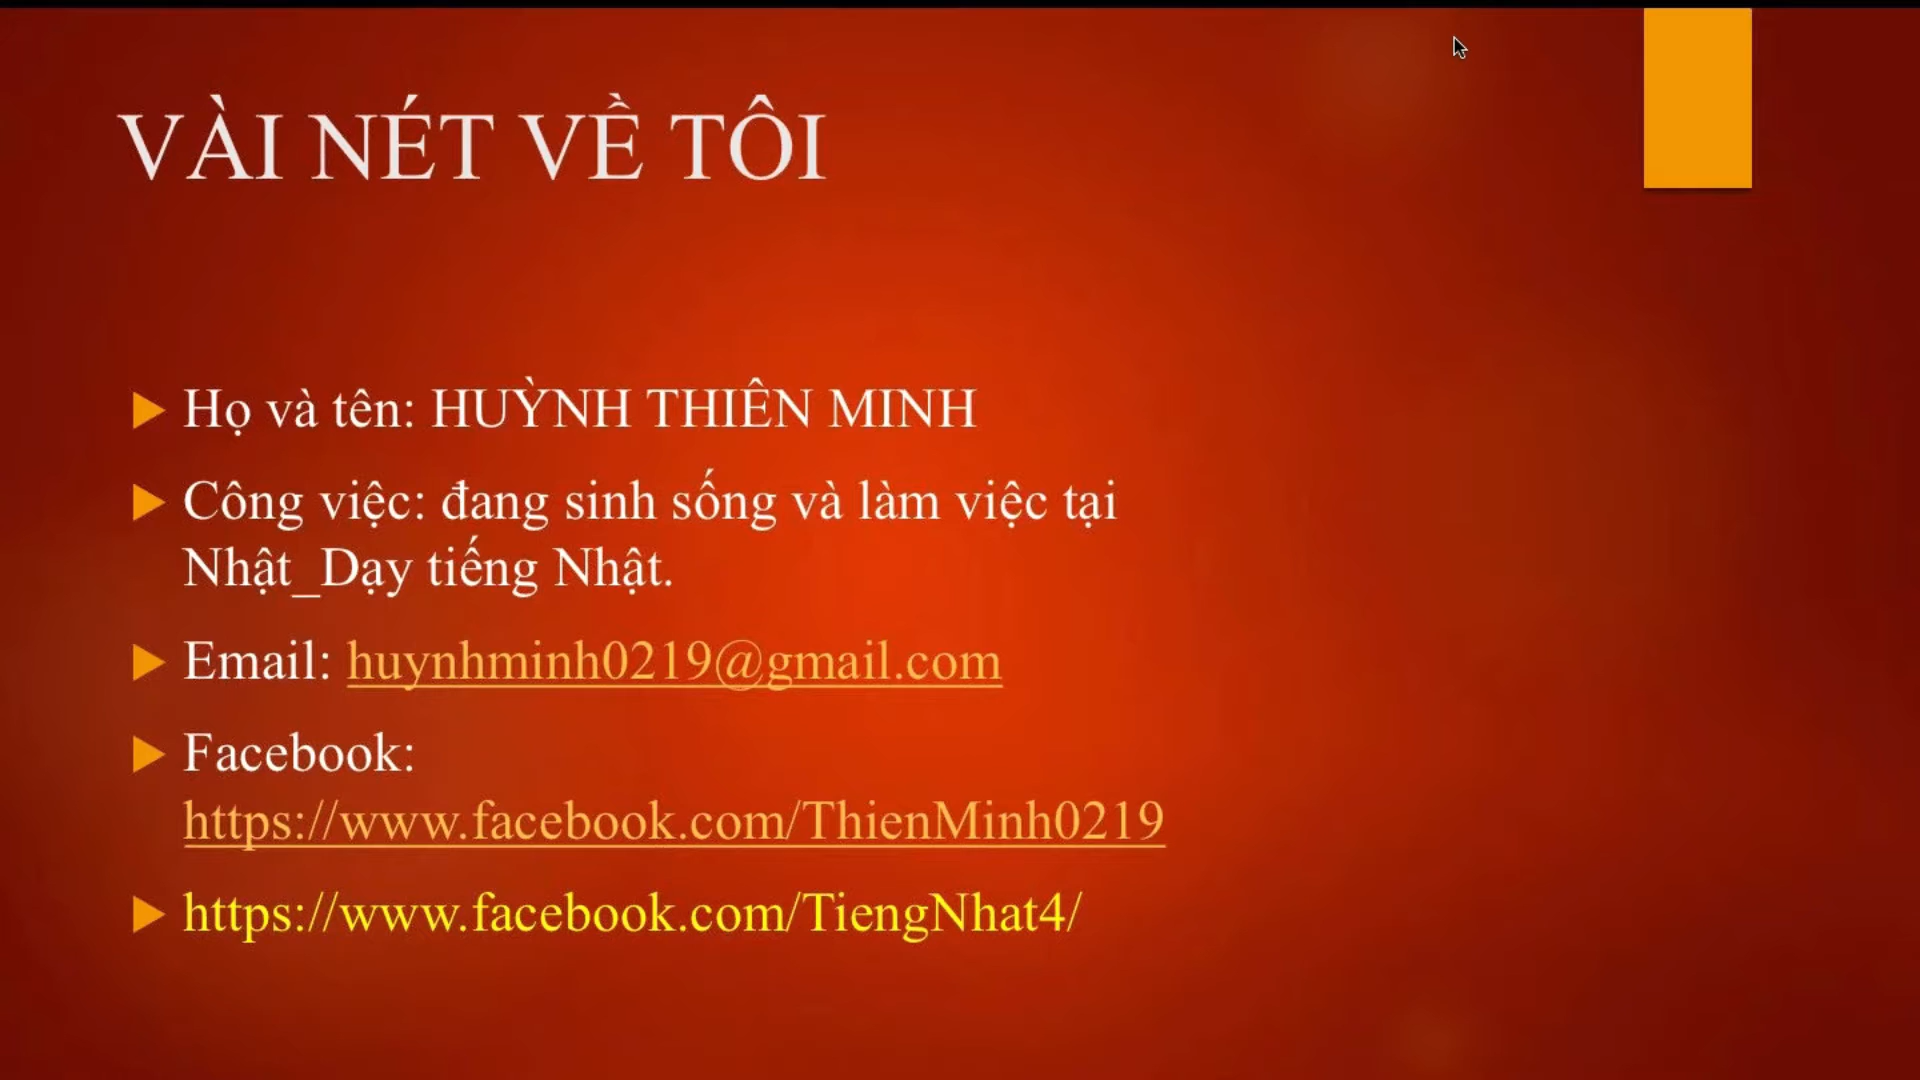 VÀI NÉT VỀ TÔI
Họ và tên: HUỲNH THIÊN MINH
Công việc: đang sinh sống và làm việc tại
Nhật_Dạy tiếng Nhật.
Email: huynhminh0219@gmail.com
Facebook:
https://www.facebook.com/ThienMinh0219
https://www.facebook.com/TiengNhat4/